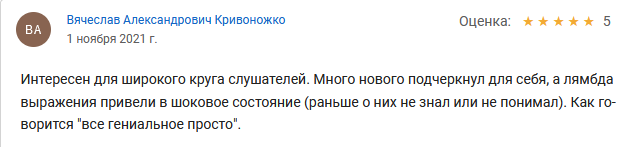 ВА
Вячеслав Александрович Кривоножко
Оценка: ★ ★ ★ ★ ★ 5
1 ноября 2021 г.
Интересен для широкого круга слушателей. Много нового подчеркнул для себя, а лямбда
выражения привели в шоковое состояние (раньше о них не знал или не понимал). Как го-
ворится "все гениальное просто".